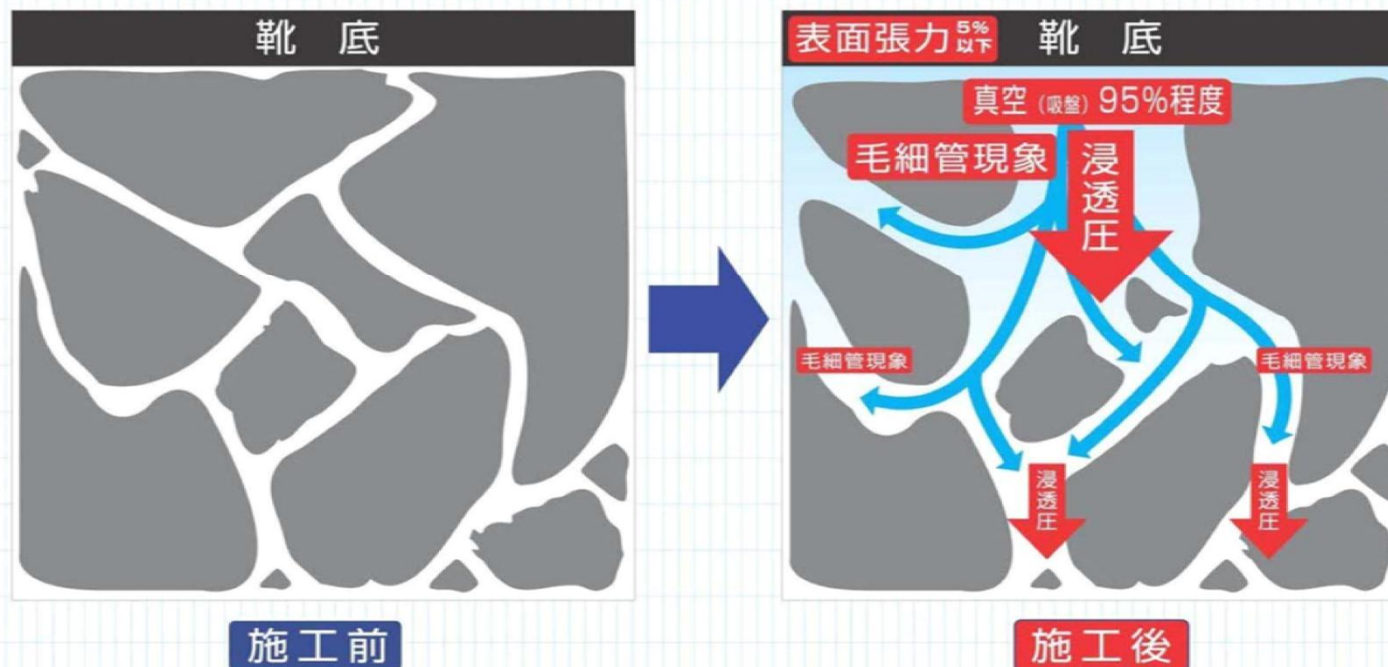 靴底
表面張力5%以下 靴底
真空(吸盤)95%程度
毛細管現象
浸透圧
毛細管現象
毛細管現象
浸透圧
浸透圧
施工前
施工後